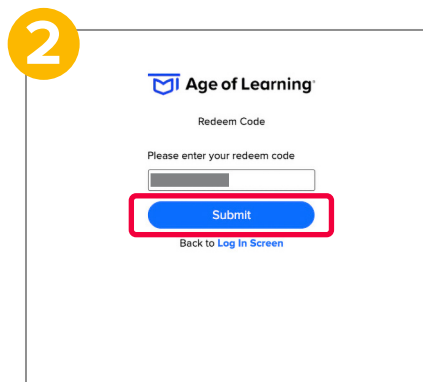 2
Age of Learning
Redeem Code
Please enter your redeem code
Submit
Back to Log In Screen